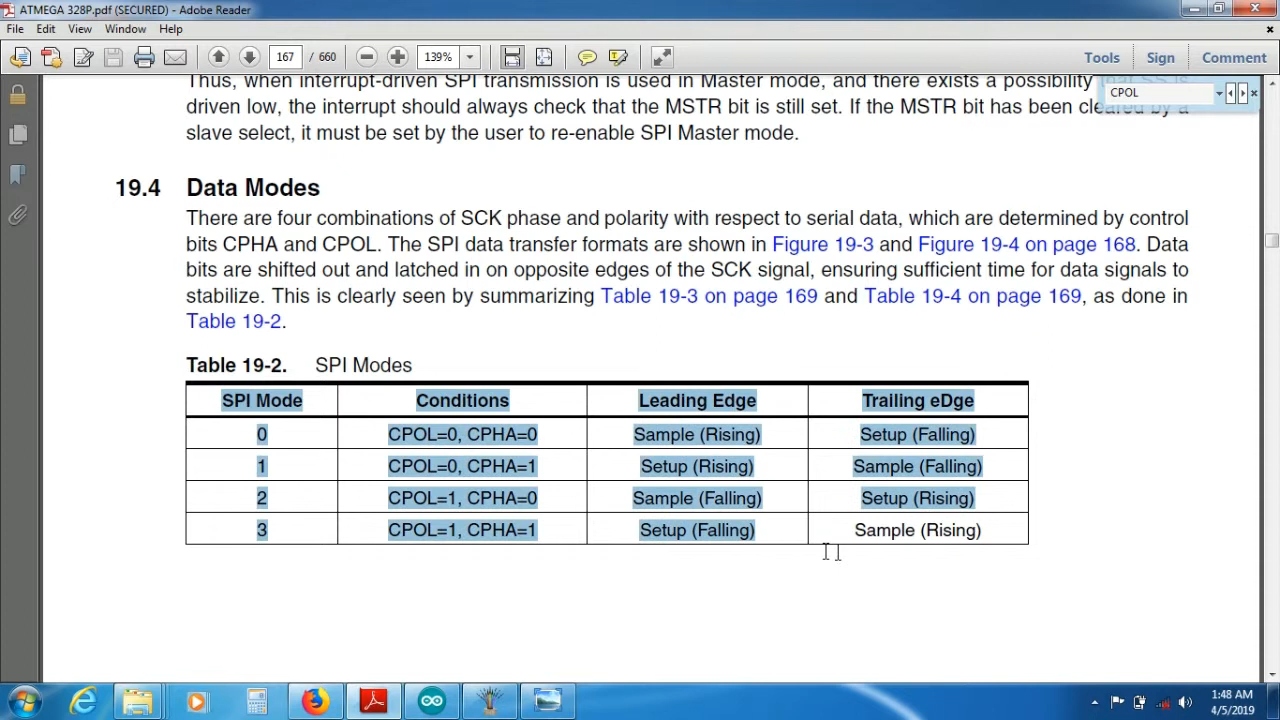 ATMEGA 328P.pdf (SECURED) - Adobe Reader
File Edit View Window Help
167 / 660 139% Tools Sign Comment
CPOL
Thus, when interrupt-driven SPI transmission is used in Master mode, and there exists a possibility that SS is
driven low, the interrupt should always check that the MSTR bit is still set. If the MSTR bit has been cleared by a
slave select, it must be set by the user to re-enable SPI Master mode.
19.4 Data Modes
There are four combinations of SCK phase and polarity with respect to serial data, which are determined by control
bits CPHA and CPOL. The SPI data transfer formats are shown in Figure 19-3 and Figure 19-4 on page 168. Data
bits are shifted out and latched in on opposite edges of the SCK signal, ensuring sufficient time for data signals to
stabilize. This is clearly seen by summarizing Table 19-3 on page 169 and Table 19-4 on page 169, as done in
Table 19-2.
Table 19-2. SPI Modes
SPI Mode Conditions Leading Edge Trailing eDge
0 CPOL=0, CPHA=0 Sample (Rising) Setup (Falling)
1 CPOL=0, CPHA=1 Setup (Rising) Sample (Falling)
2 CPOL=1, CPHA=0 Sample (Falling) Setup (Rising)
3 CPOL=1, CPHA=1 Setup (Falling) Sample (Rising)
1:48 AM
4/5/2019